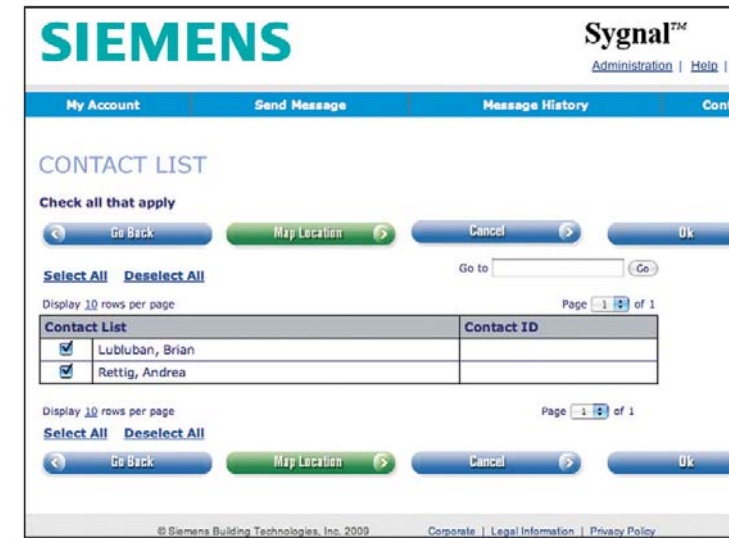 SIEMENS
Sygnal™
Administration | Help |
My Account Send Message Message History Cont
CONTACT LIST
Check all that apply
Go Back Map Location Cancel Ok
Select All Deselect All Go to Go
Display 10 rows per page Page 1 of 1
Contact List Contact ID
Lubluban, Brian
Rettig, Andrea
Display 10 rows per page Page 1 of 1
Select All Deselect All
Go Back Map Location Cancel Ok
© Siemens Building Technologies, Inc. 2009 Corporate | Legal Information | Privacy Policy